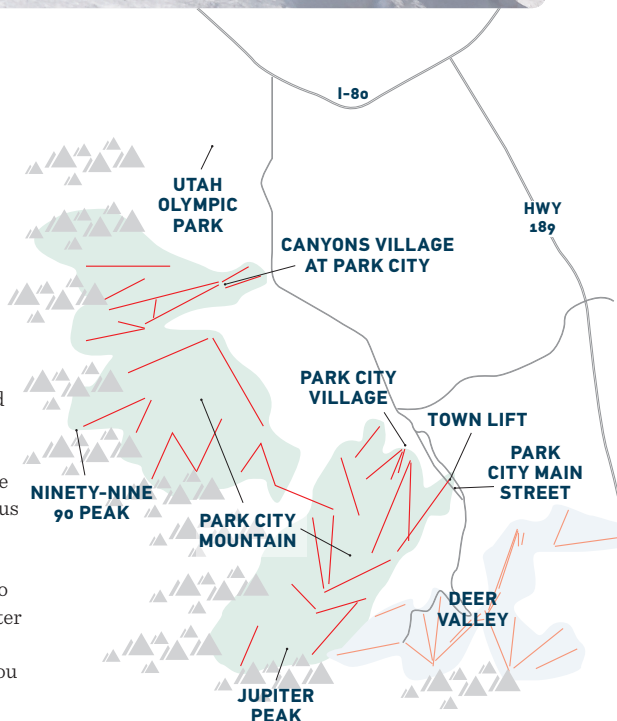 I-80
UTAH
OLYMPIC
PARK
HWY
189
CANYONS VILLAGE
AT PARK CITY
PARK CITY
VILLAGE
TOWN LIFT
PARK
CITY MAIN
STREET
NINETY-NINE
90 PEAK
PARK CITY
MOUNTAIN
DEER
VALLEY
JUPITER
PEAK